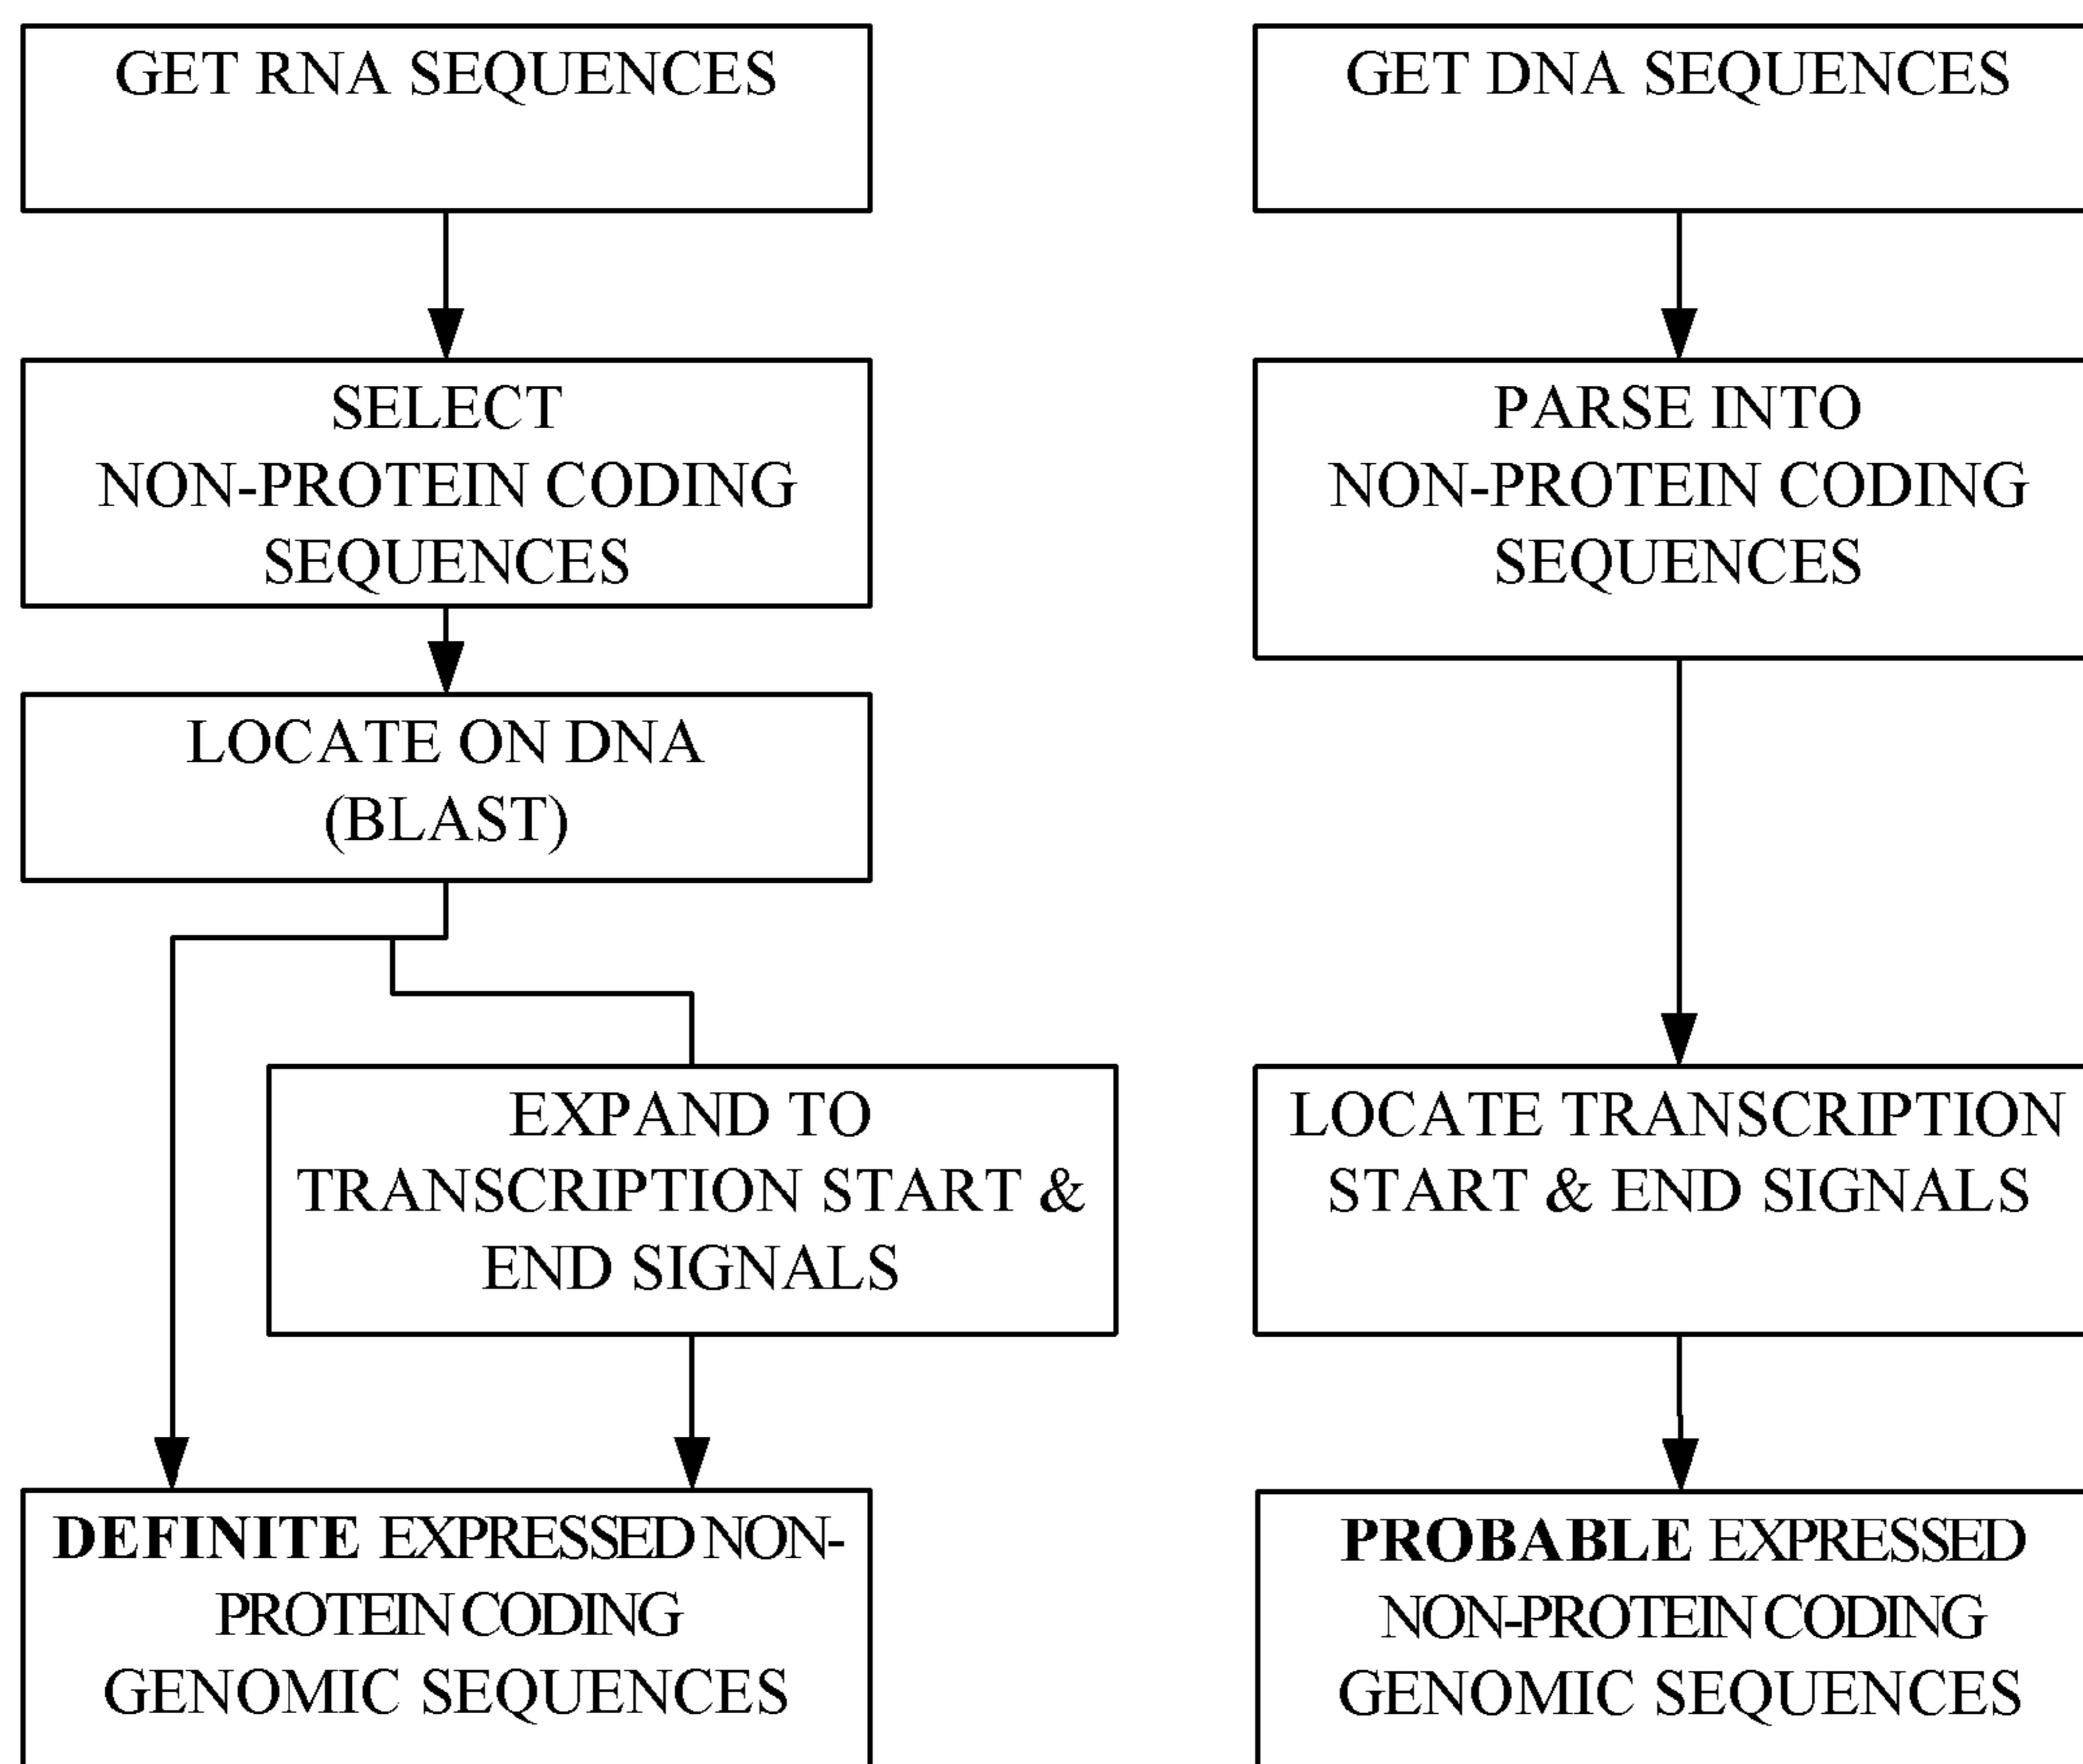 GET RNA SEQUENCES
SELECT
NON-PROTEIN CODING
SEQUENCES
LOCATE ON DNA
(BLAST)
EXPAND TO
TRANSCRIPTION START &
END SIGNALS
DEFINITE EXPRESSED NON-
PROTEIN CODING
GENOMIC SEQUENCES
GET DNA SEQUENCES
PARSE INTO
NON-PROTEIN CODING
SEQUENCES
LOCATE TRANSCRIPTION
START & END SIGNALS
PROBABLE EXPRESSED
NON-PROTEIN CODING
GENOMIC SEQUENCES